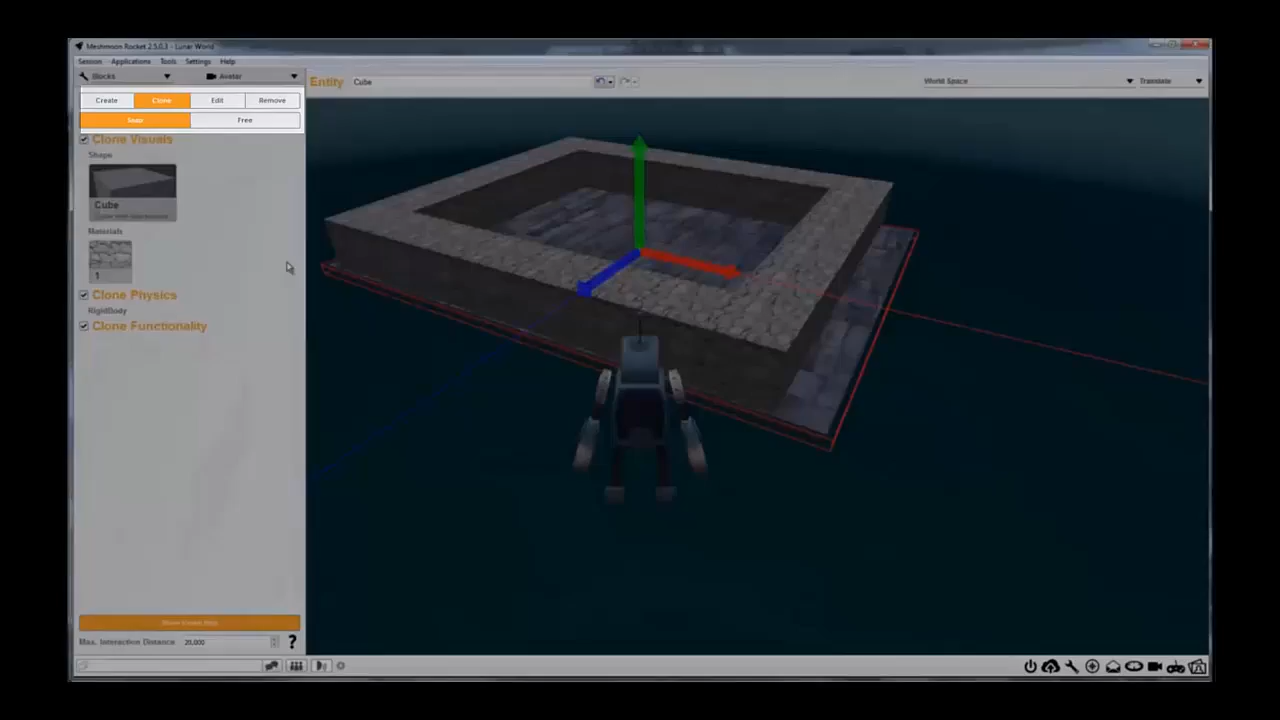 Meshmoon Rocket 2.5.0.3 - Lunar World
Session Applications Tools Settings Help
Blocks Avatar
Entity Cube World Space Translate
Create Clone Edit Remove
Snap Free
Clone Visuals
Shape
Cube
Materials
1
Clone Physics
RigidBody
Clone Functionality
Max. Interaction Distance 20,000 ?